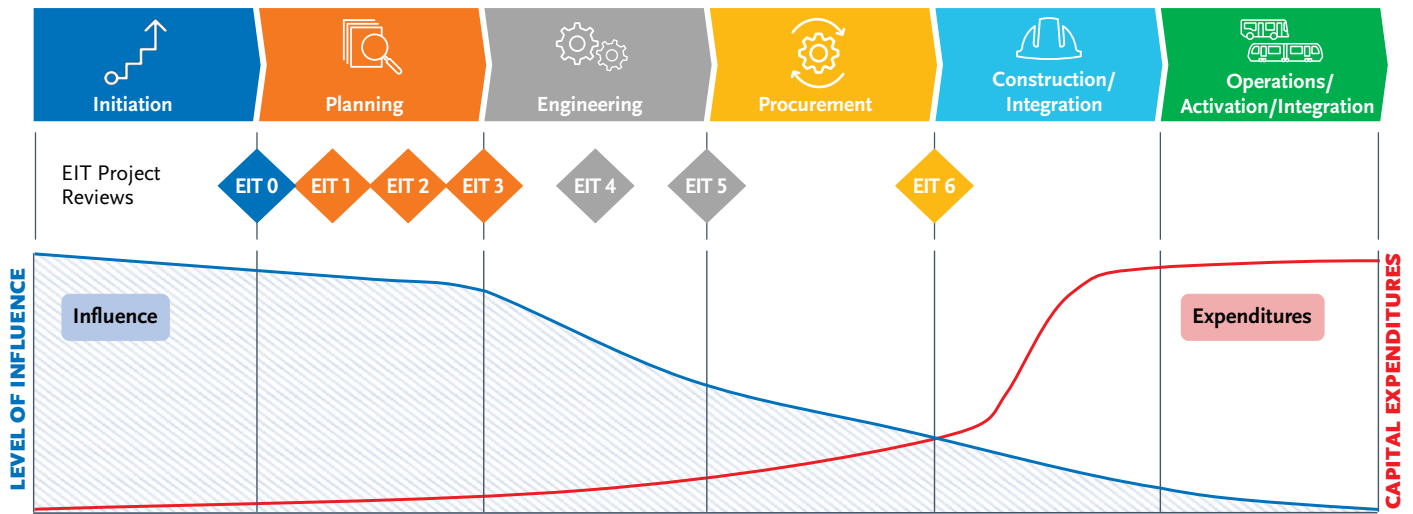 Initiation
Planning
Engineering
Procurement
Construction/
Integration
Operations/
Activation/Integration
EIT Project
Reviews
EIT 0
EIT 1
EIT 2
EIT 3
EIT 4
EIT 5
EIT 6
LEVEL OF INFLUENCE
Influence
Expenditures
CAPITAL EXPENDITURES